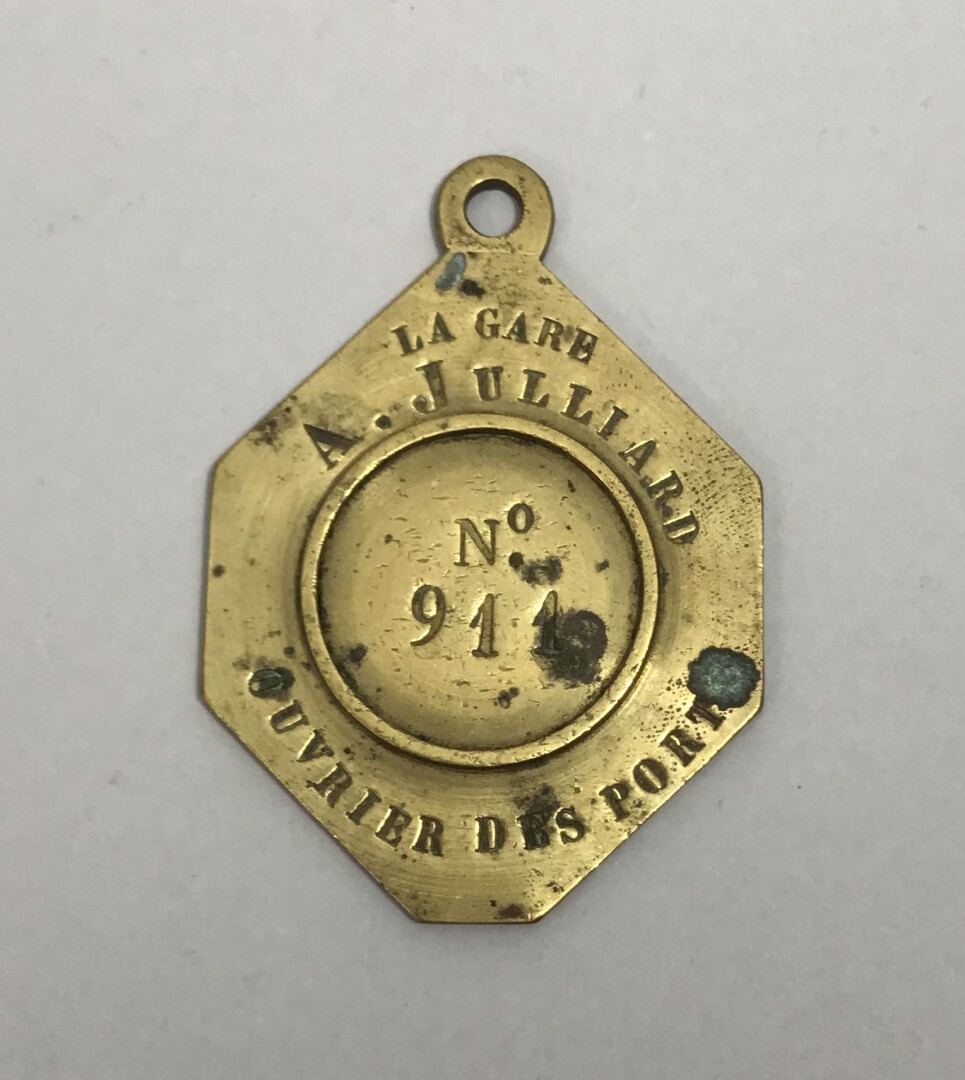 LA GARE
A. JULLIARD
No
911
OUVRIER DES PORT